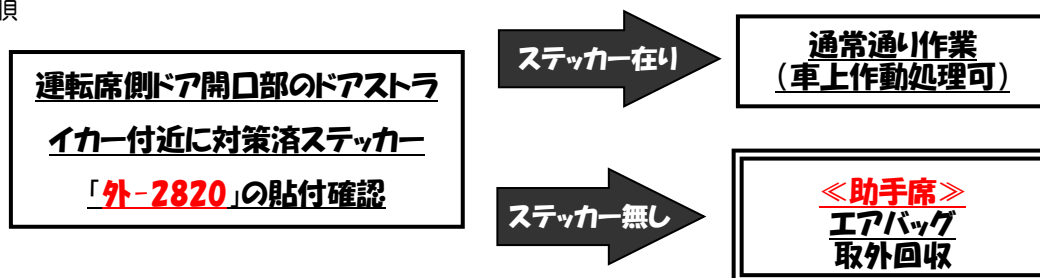 順
運転席側ドア開口部のドアストラ
イカー付近に対策済ステッカー
「外-2820」の貼付確認
ステッカー在り
通常通り作業
(車上作動処理可)
ステッカー無し
≪助手席≫
エアバッグ
取外回収